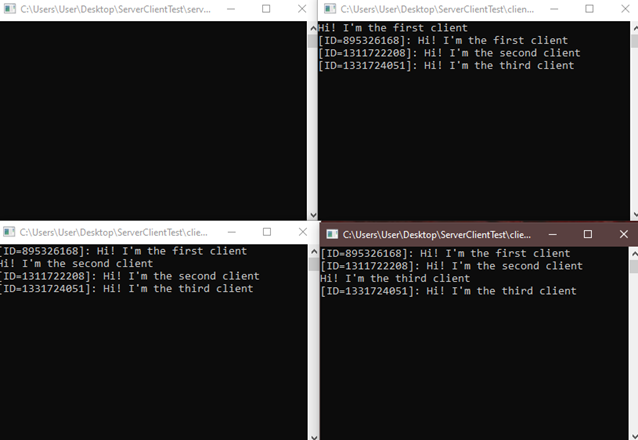 C:\Users\User\Desktop\ServerClientTest\serv...
C:\Users\User\Desktop\ServerClientTest\clien...
Hi! I'm the first client
[ID=895326168]: Hi! I'm the first client
[ID=1311722208]: Hi! I'm the second client
[ID=1331724051]: Hi! I'm the third client
C:\Users\User\Desktop\ServerClientTest\clie...
[ID=895326168]: Hi! I'm the first client
Hi! I'm the second client
[ID=1311722208]: Hi! I'm the second client
[ID=1331724051]: Hi! I'm the third client
C:\Users\User\Desktop\ServerClientTest\clie...
[ID=895326168]: Hi! I'm the first client
[ID=1311722208]: Hi! I'm the second client
Hi! I'm the third client
[ID=1331724051]: Hi! I'm the third client